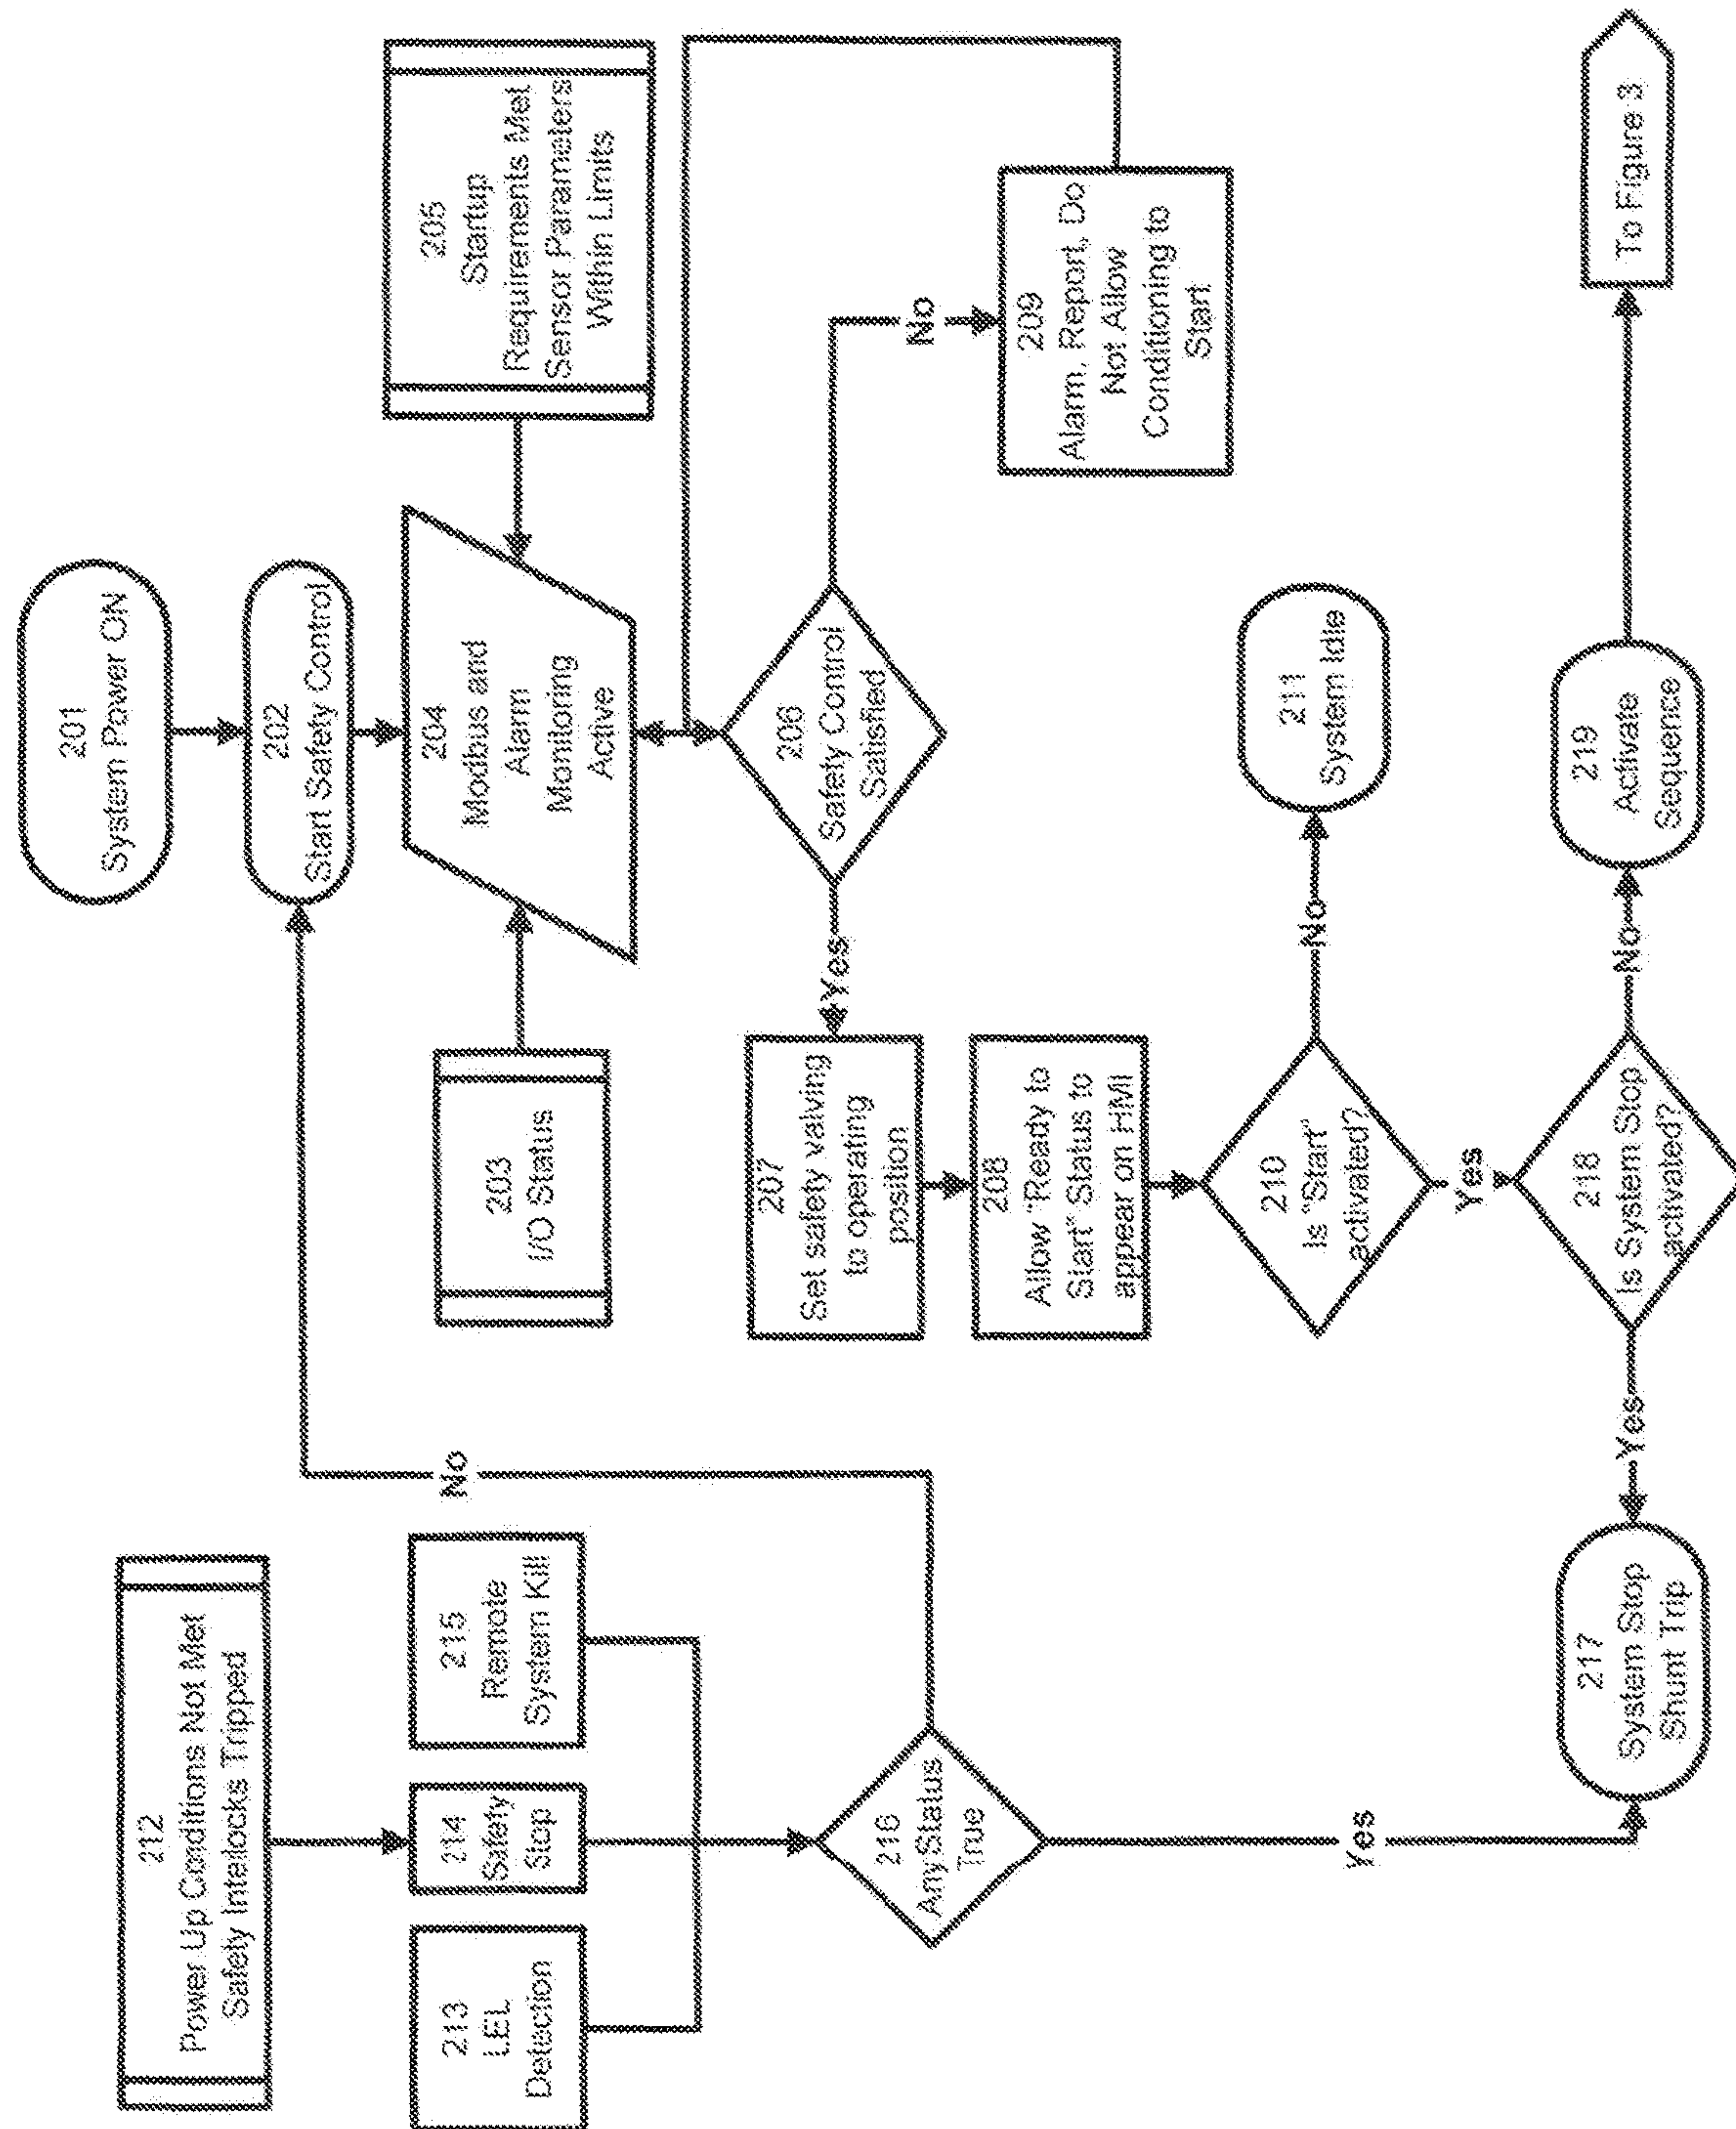 201
System Power ON
202
Start Safety Control
203
I/O Status
204
Modbus and
Alarm
Monitoring
Active
205
Startup
Requirements Met
Sensor Parameters
Within Limits
206
Safety Control
Satisfied
Yes
No
207
Set safety valving
to operating
position
208
Allow "Ready to
Start" Status to
appear on HMI
209
Alarm, Report, Do
Not Allow
Conditioning to
Start
210
Is "Start"
activated?
No
Yes
211
System Idle
212
Power Up Conditions Not Met
Safety Intelocks Tripped
213
LEL
Detection
214
Safety
Stop
215
Remote
System Kill
216
AnyStatus
True
No
Yes
217
System Stop
Shunt Trip
218
Is System Stop
activated?
Yes
No
219
Activate
Sequence
To Figure 3